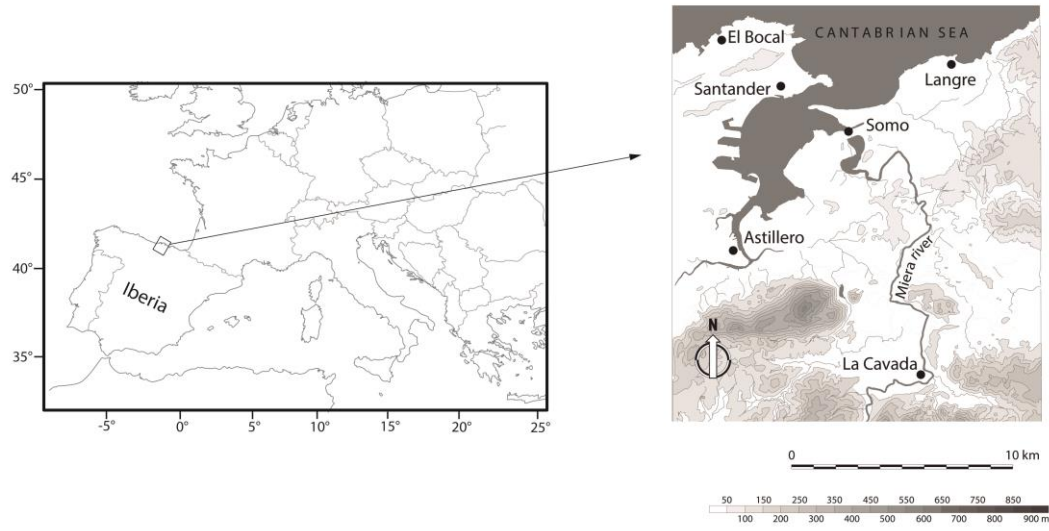 50°
45°
40°
35°
-5°
0°
5°
10°
15°
20°
25°
Iberia
CANTABRIAN SEA
El Bocal
Langre
Santander
Somo
Astillero
Miera river
N
La Cavada
0 10 km
50 150 250 350 450 550 650 750 850
100 200 300 400 500 600 700 800 900 m